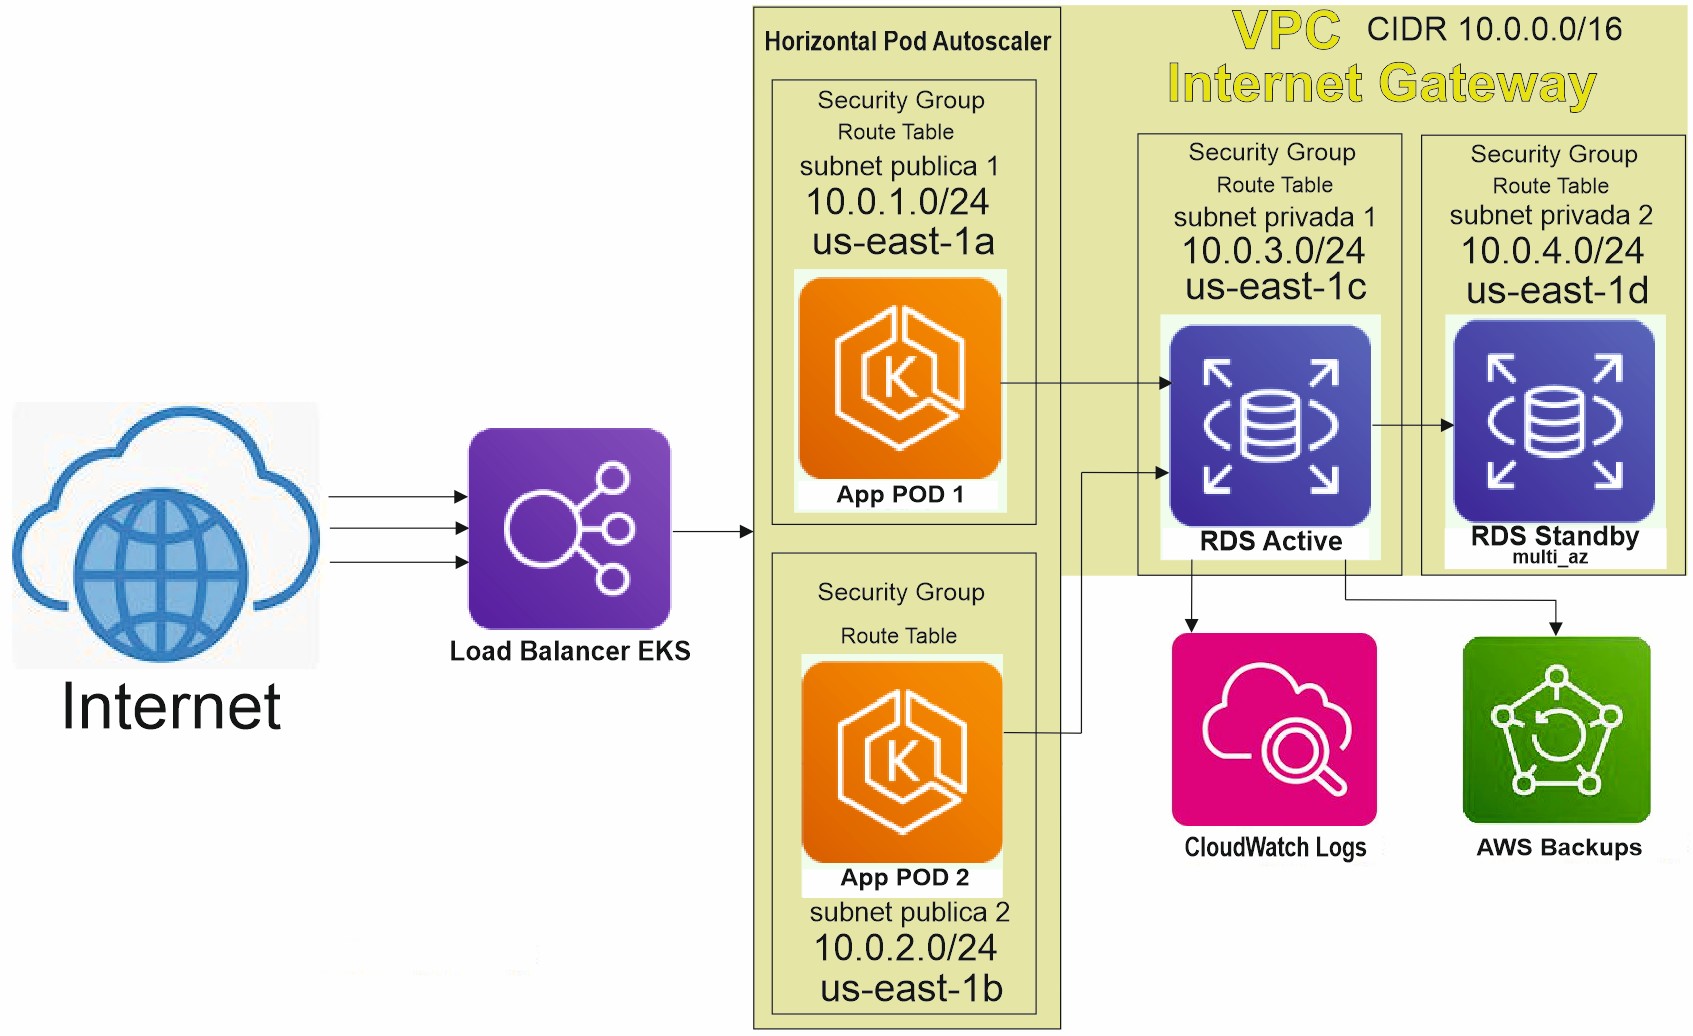 Internet
Load Balancer EKS
Horizontal Pod Autoscaler
Security Group
Route Table
subnet publica 1
10.0.1.0/24
us-east-1a
K
App POD 1
Security Group
Route Table
K
App POD 2
subnet publica 2
10.0.2.0/24
us-east-1b
VPC CIDR 10.0.0.0/16
Internet Gateway
Security Group
Route Table
subnet privada 1
10.0.3.0/24
us-east-1c
RDS Active
Security Group
Route Table
subnet privada 2
10.0.4.0/24
us-east-1d
RDS Standby
multi_az
CloudWatch Logs
AWS Backups